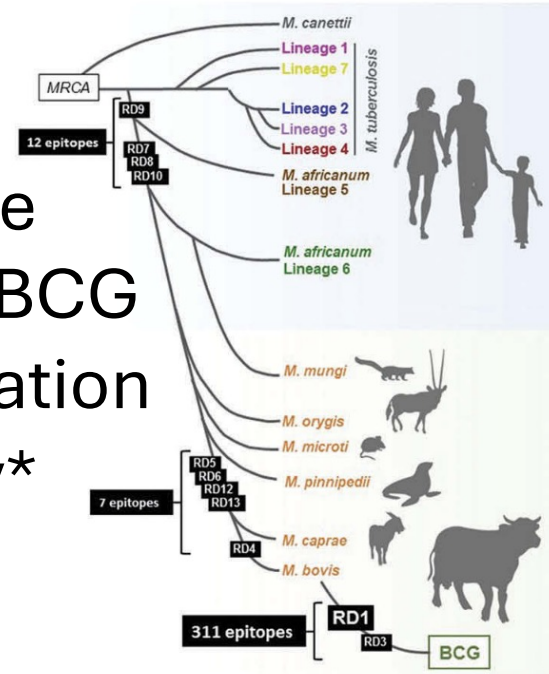 M. canettii
Lineage 1
Lineage 7
MRCA
Lineage 2
Lineage 3
Lineage 4
M. tuberculosis
RD9
12 epitopes
RD7
RD8
RD10
M. africanum
Lineage 5
e
BCG
ation
*
M. africanum
Lineage 6
M. mungi
M. orygis
M. microti
M. pinnipedii
RD5
RD6
RD12
RD13
7 epitopes
M. caprae
RD4
M. bovis
RD1
311 epitopes
RD3
BCG